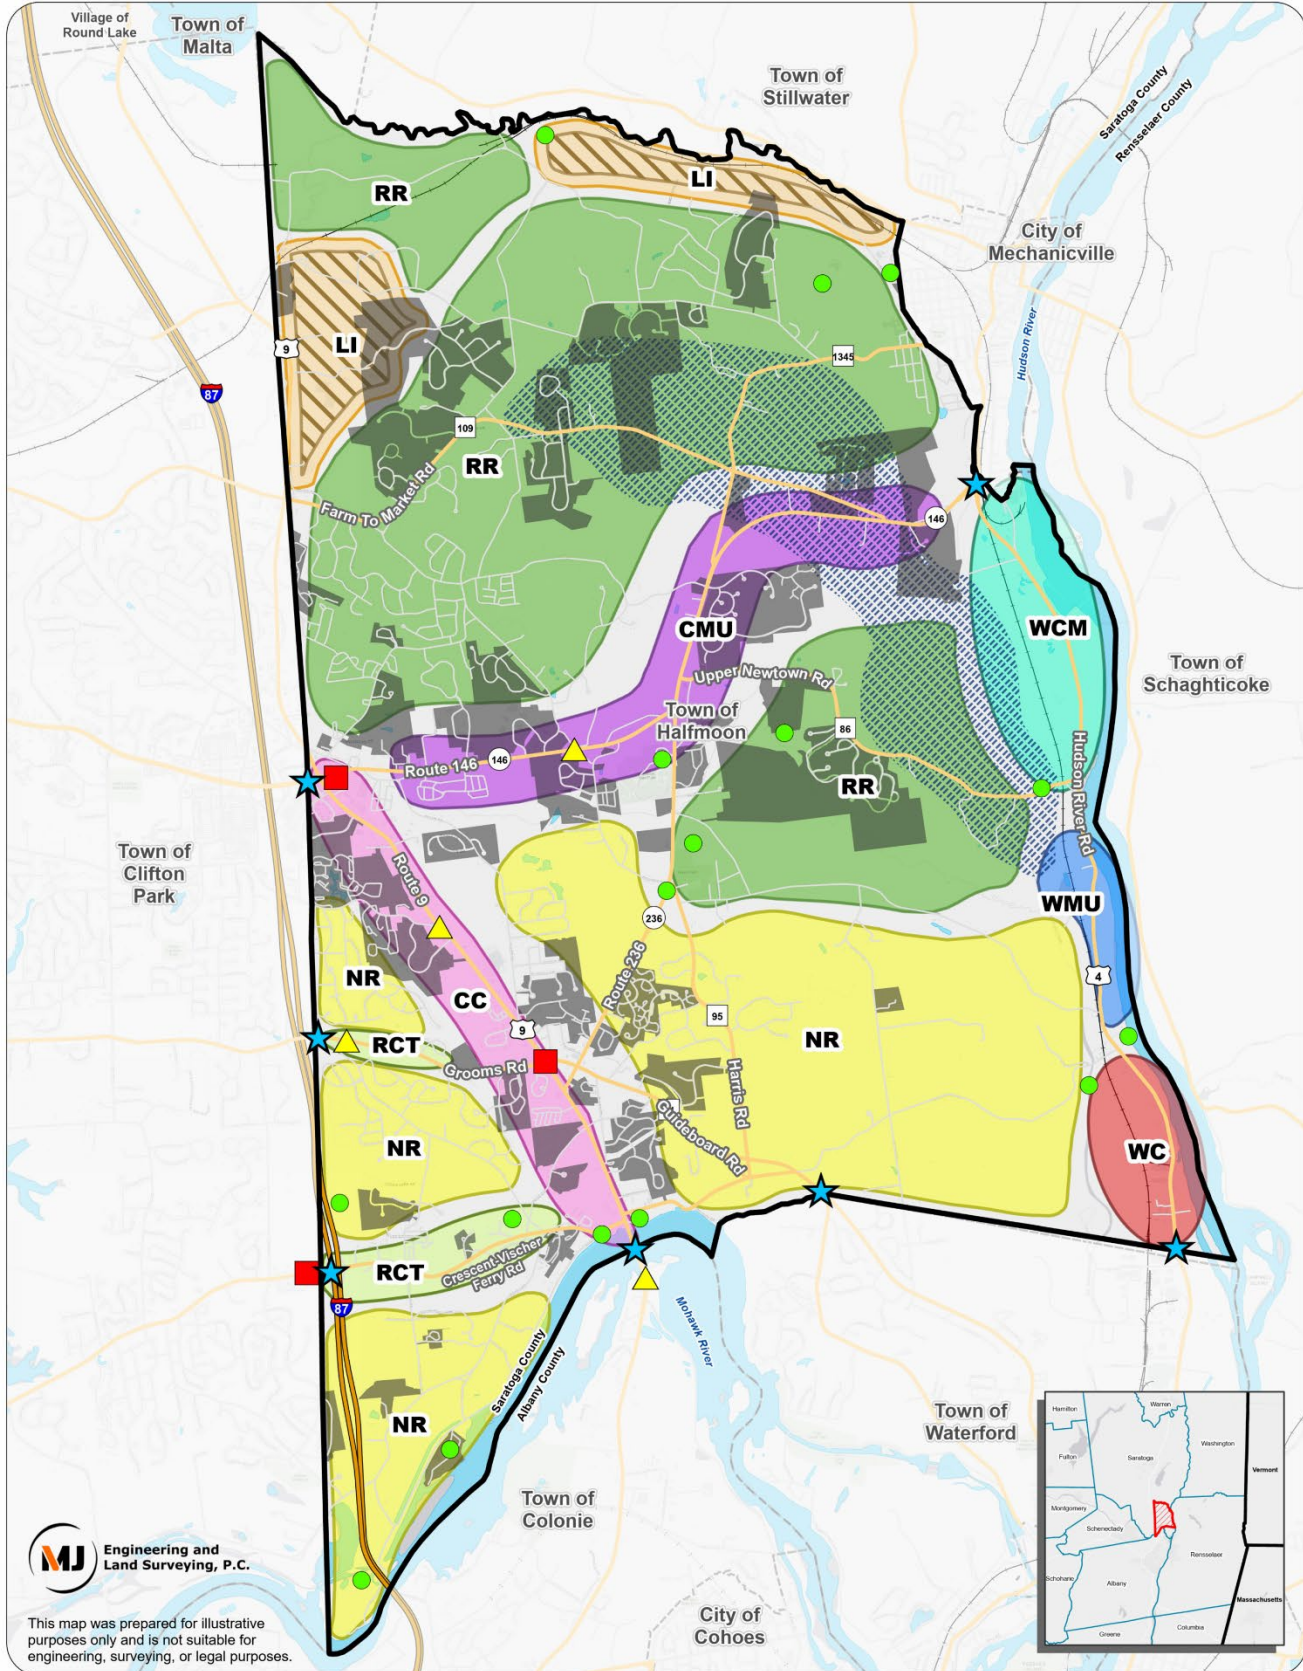 Village of
Round Lake
Town of
Malta
Town of
Stillwater
Saratoga County
Rensselaer County
RR
LI
City of
Mechanicville
Hudson River
LI
9
87
1345
109
RR
Farm To Market Rd
146
CMU
WCM
Upper Newtown Rd
Town of
Halfmoon
Town of
Schaghticoke
86
Route 146
146
RR
Hudson River Rd
Town of
Clifton
Park
Route 9
WMU
236
Route 236
4
NR
CC
95
9
RCT
Grooms Rd
NR
Harris Rd
Guideboard Rd
NR
WC
RCT
Crescent-Vischer
Ferry Rd
87
Mohawk River
Saratoga County
Albany County
NR
Town of
Waterford
Town of
Colonie
City of
Cohoes
MJ
Engineering and
Land Surveying, P.C.
This map was prepared for illustrative
purposes only and is not suitable for
engineering, surveying, or legal purposes.
Hamilton
Warren
Washington
Fulton
Saratoga
Vermont
Montgomery
Schenectady
Rensselaer
Schoharie
Albany
Massachusetts
Greene
Columbia